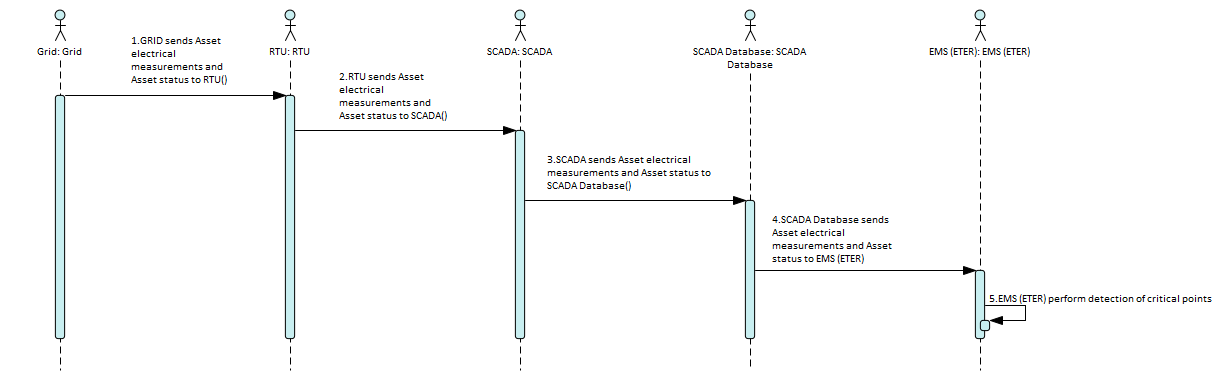 Grid: Grid
RTU: RTU
SCADA: SCADA
SCADA Database: SCADA
Database
EMS (ETER): EMS (ETER)
1.GRID sends Asset
electrical
measurements and
Asset status to RTU()
2.RTU sends Asset
electrical
measurements and
Asset status to SCADA()
3.SCADA sends Asset electrical
measurements and Asset status to
SCADA Database()
4.SCADA Database sends
Asset electrical
measurements and Asset
status to EMS (ETER)
5.EMS (ETER) perform detection of critical points